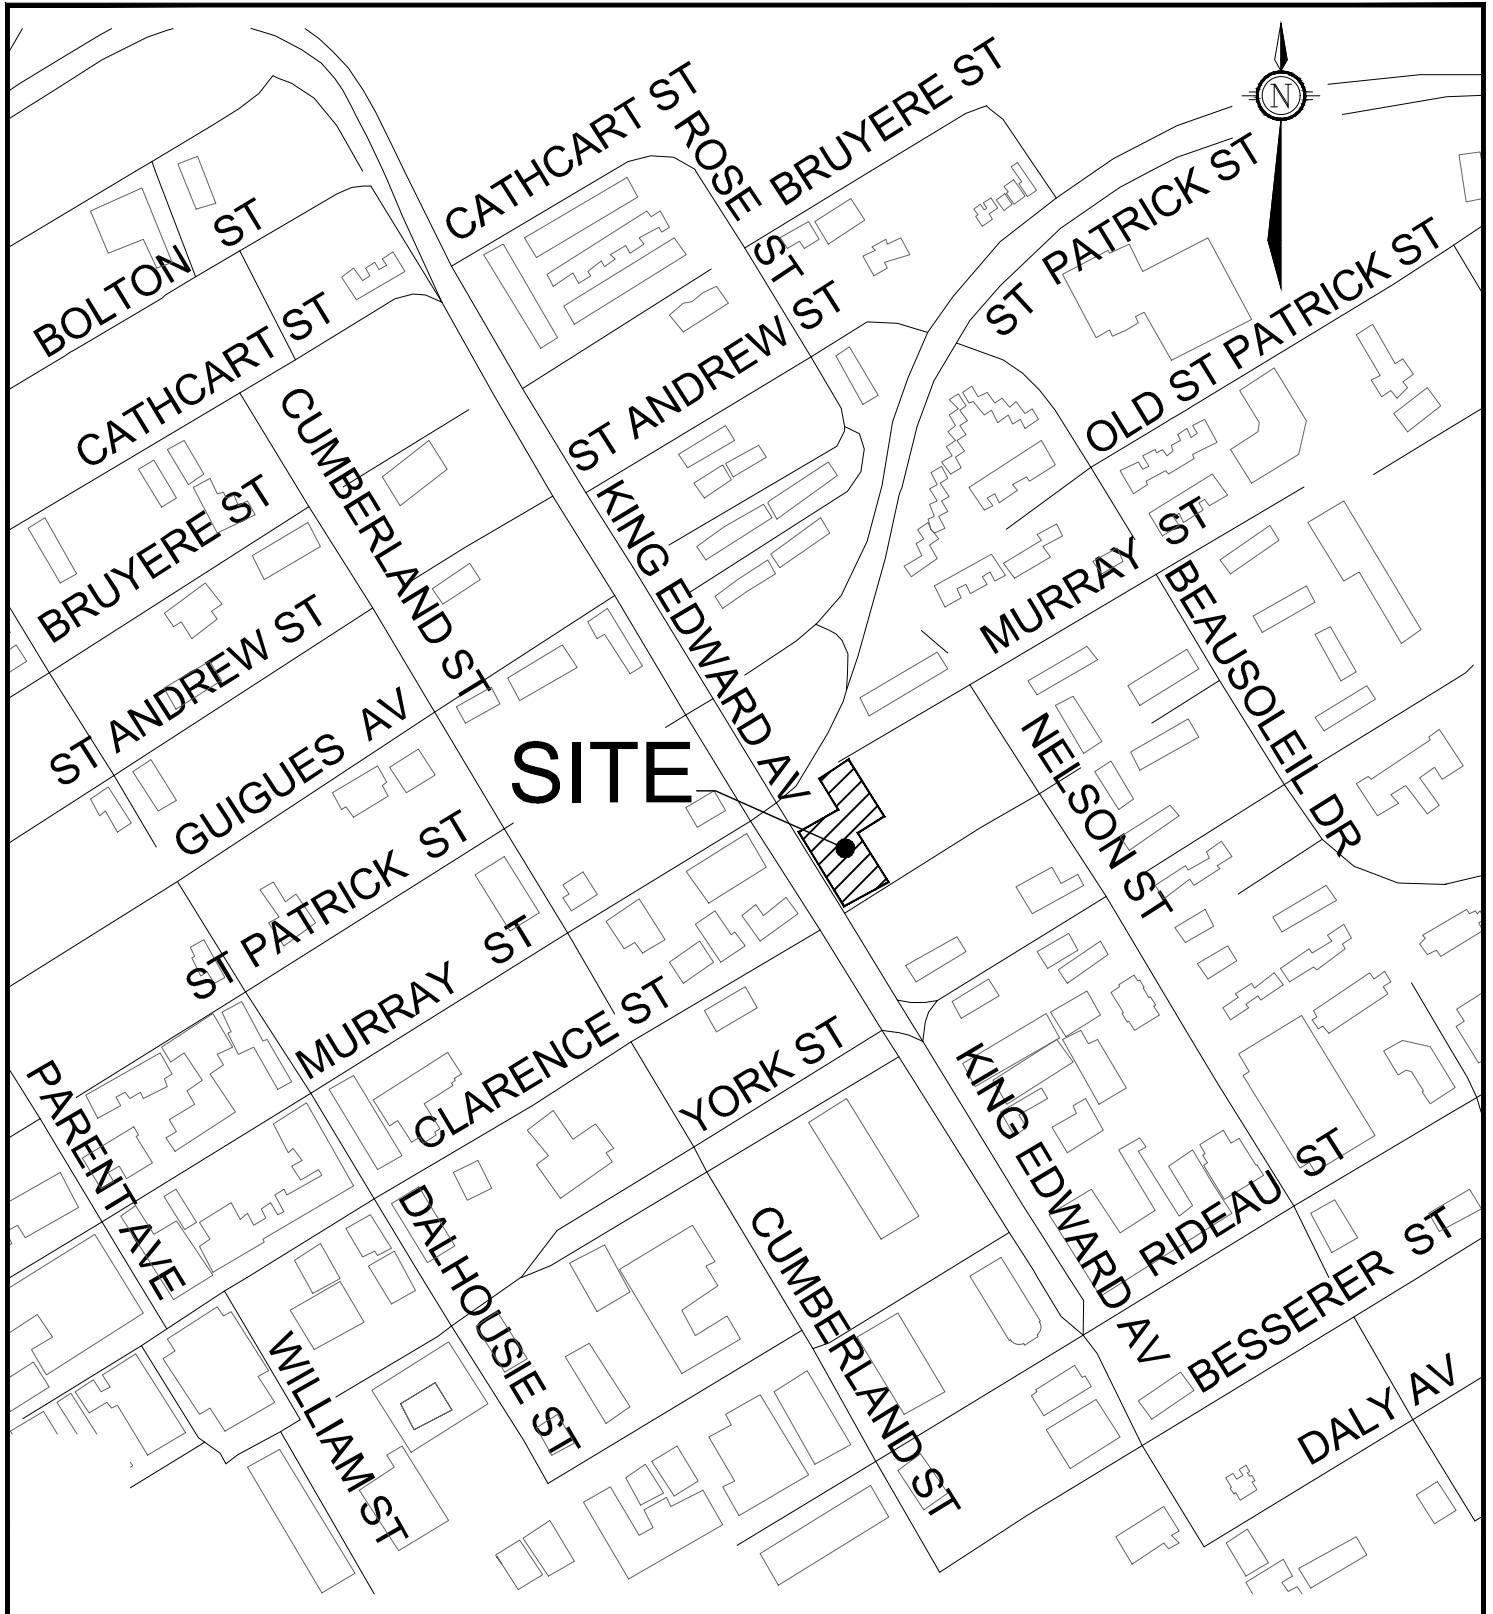 N
CATHCART ST
ROSE ST
BRUYERE ST
ST PATRICK ST
OLD ST PATRICK ST
BOLTON ST
CATHCART ST
CUMBERLAND ST
ST ANDREW ST
KING EDWARD AV
BRUYERE ST
MURRAY ST
BEAUSOLEIL DR
ST ANDREW ST
GUIGUES AV
SITE
NELSON ST
ST PATRICK ST
MURRAY ST
CLARENCE ST
YORK ST
KING EDWARD AV
PARENT AVE
DALHOUSIE ST
CUMBERLAND ST
RIDEAU ST
BESSERER ST
WILLIAM ST
DALY AV